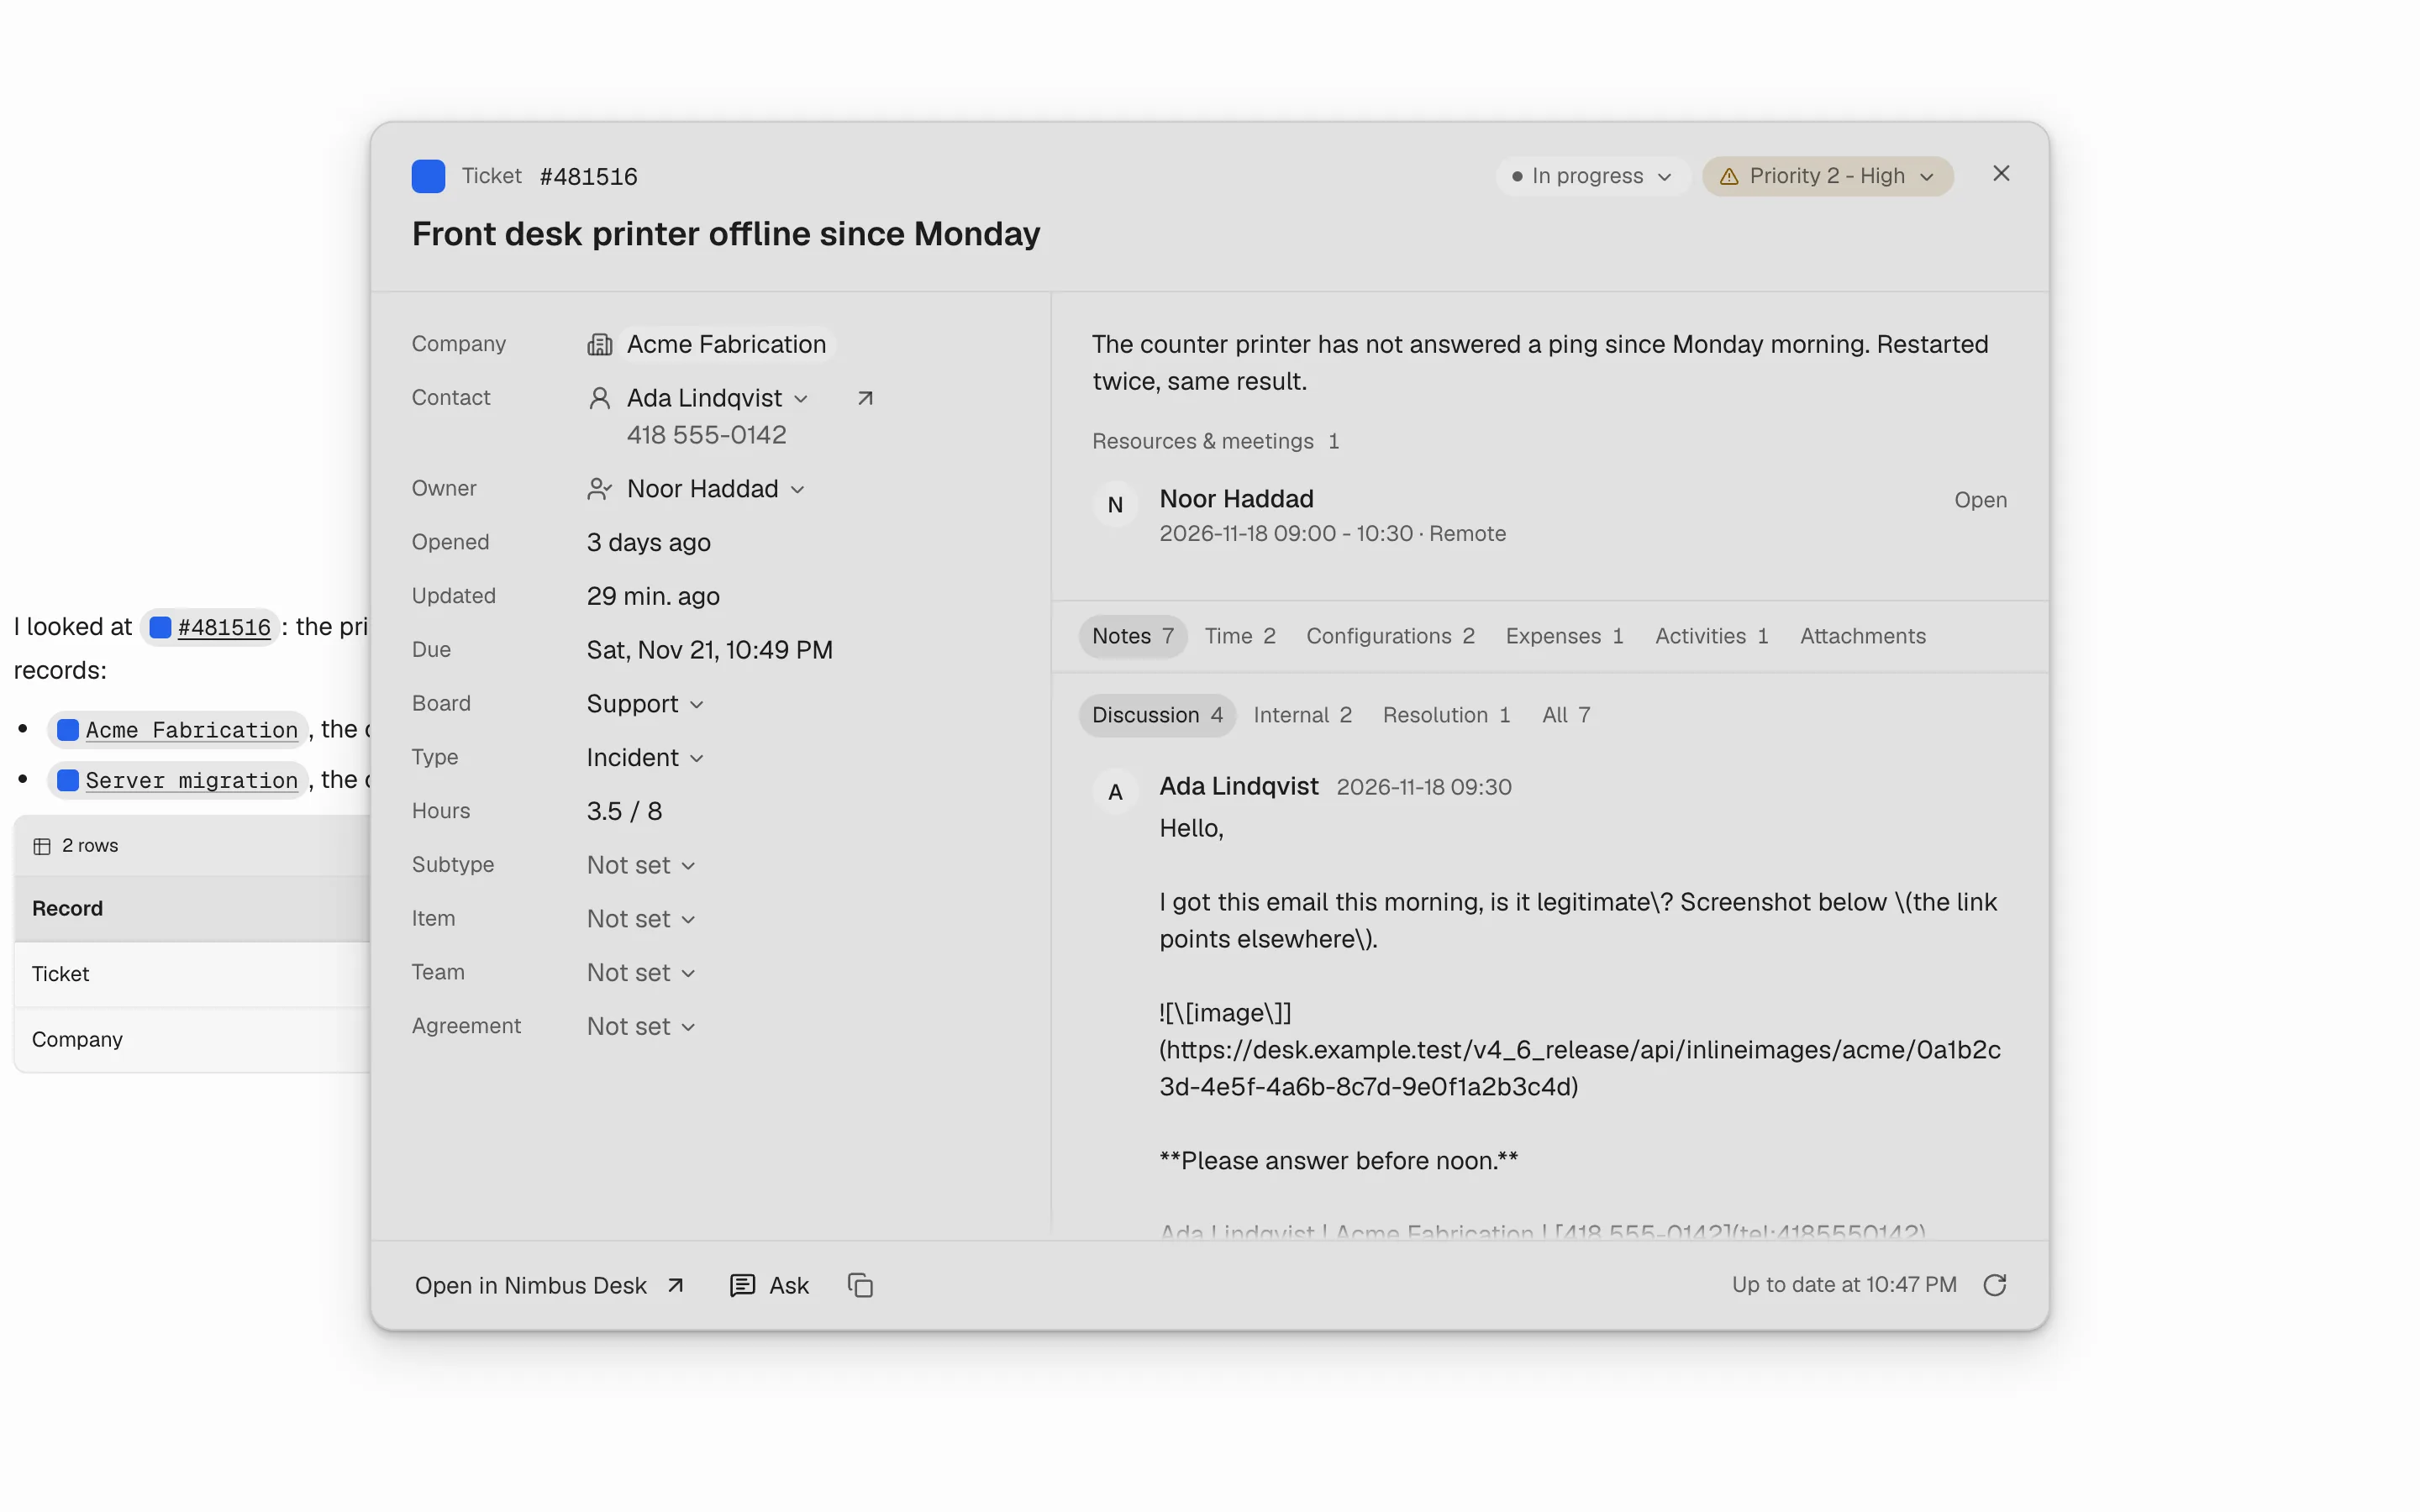 I looked at #481516: the pri
records:
• Acme Fabrication, the c
• Server migration, the c
2 rows
Record
Ticket
Company
Ticket #481516
In progress
Priority 2 - High
Front desk printer offline since Monday
Company Acme Fabrication
Contact Ada Lindqvist
418 555-0142
Owner Noor Haddad
Opened 3 days ago
Updated 29 min. ago
Due Sat, Nov 21, 10:49 PM
Board Support
Type Incident
Hours 3.5 / 8
Subtype Not set
Item Not set
Team Not set
Agreement Not set
The counter printer has not answered a ping since Monday morning. Restarted
twice, same result.
Resources & meetings 1
N
Noor Haddad
Open
2026-11-18 09:00 - 10:30 · Remote
Notes 7 Time 2 Configurations 2 Expenses 1 Activities 1 Attachments
Discussion 4 Internal 2 Resolution 1 All 7
A
Ada Lindqvist 2026-11-18 09:30
Hello,
I got this email this morning, is it legitimate\? Screenshot below \(the link
points elsewhere\).
![\[image\]]
(https://desk.example.test/v4_6_release/api/inlineimages/acme/0a1b2c
3d-4e5f-4a6b-8c7d-9e0f1a2b3c4d)
**Please answer before noon.**
Ada Lindqvist | Acme Fabrication | [418 555-0142](tel:4185550142)
Open in Nimbus Desk
Ask
Up to date at 10:47 PM